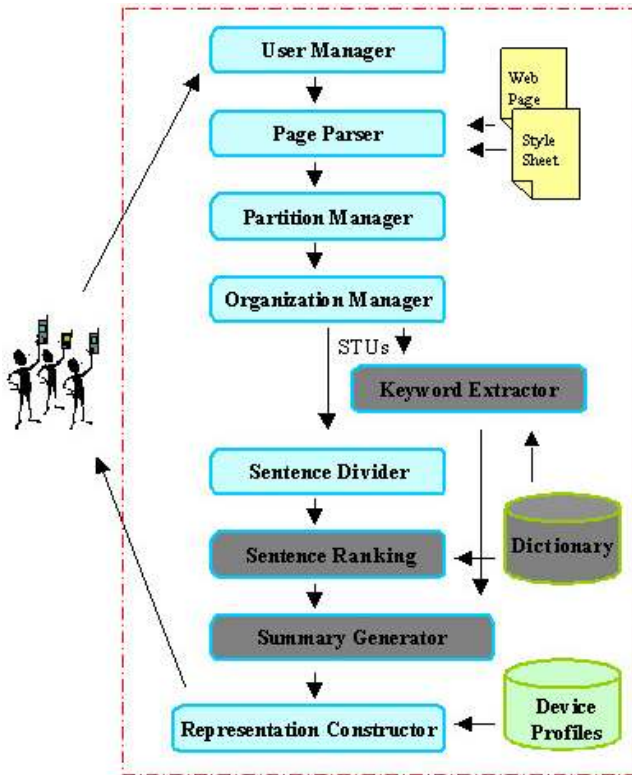 User Manager
Web
Page
Page Parser
Style
Sheet
Partition Manager
Organization Manager
STUs
Keyword Extractor
Sentence Divider
Sentence Ranking
Dictionary
Summary Generator
Representation Constructor
Device
Profiles